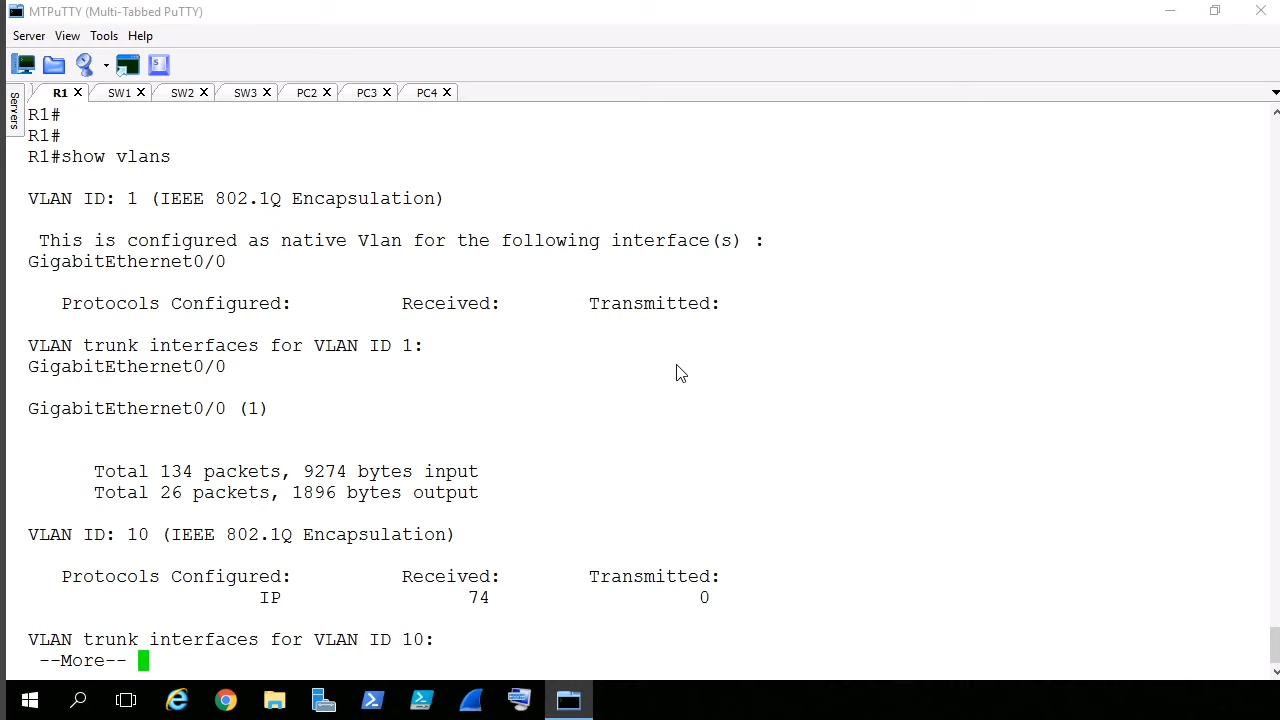 MTPuTTY (Multi-Tabbed PuTTY)
Server View Tools Help
R1 SW1 SW2 SW3 PC2 PC3 PC4
Servers
R1#
R1#
R1#show vlans
VLAN ID: 1 (IEEE 802.1Q Encapsulation)
This is configured as native Vlan for the following interface(s) :
GigabitEthernet0/0
Protocols Configured: Received: Transmitted:
VLAN trunk interfaces for VLAN ID 1:
GigabitEthernet0/0
GigabitEthernet0/0 (1)
Total 134 packets, 9274 bytes input
Total 26 packets, 1896 bytes output
VLAN ID: 10 (IEEE 802.1Q Encapsulation)
Protocols Configured: Received: Transmitted:
IP 74 0
VLAN trunk interfaces for VLAN ID 10:
--More--